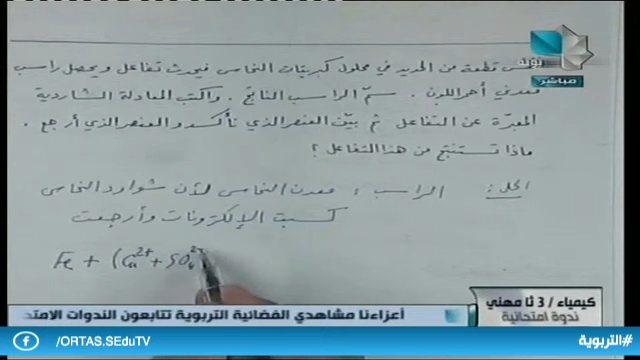 تربوية
مباشر
قطعة من الحديد في محلول كبريتات النحاس فيحدث تفاعل ويحصل راسب
معدني أحمر اللون . سمّ الراسب الناتج . واكتب المعادلة الشاردية
المعبرة عن التفاعل ثم بيّن العنصر الذي تأكسد والعنصر الذي أرجع .
ماذا تستنتج من هذا التفاعل ؟
الحل : الراسب : معدن النحاس لأن شوارد النحاس
كسبت الإلكترونات وأرجعت
Fe + (Cu²⁺ + SO₄²⁻
كيمياء / 3 ثا مهني
ندوة امتحانية
أعزاءنا مشاهدي الفضائية التربوية تتابعون الندوات الامتح
/ORTAS.SEduTV
#التربوية